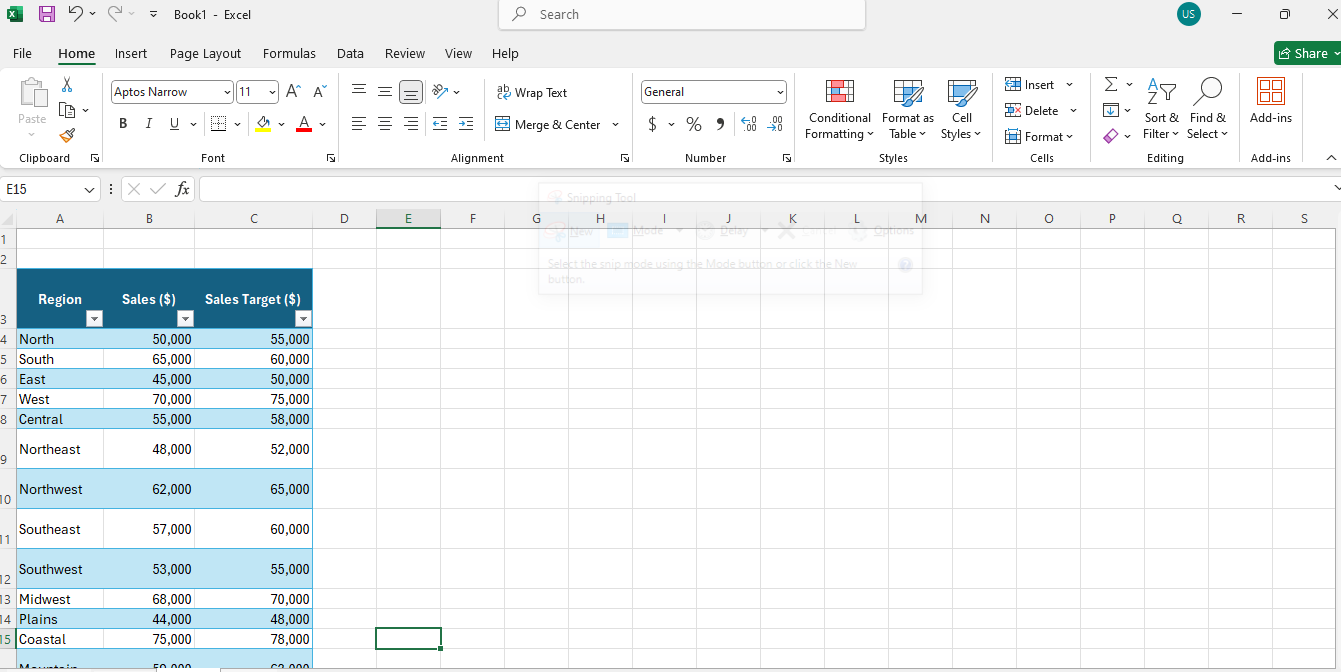 Book1 - Excel
Search
US
File Home Insert Page Layout Formulas Data Review View Help
Share
Paste
Aptos Narrow 11
B I U
Wrap Text
Merge & Center
General
$ % 9
Conditional Formatting
Format as Table
Cell Styles
Insert
Delete
Format
Sort & Filter
Find & Select
Add-ins
Clipboard Font Alignment Number Styles Cells Editing Add-ins
E15 fx
Snipping Tool
New Mode Delay Options
Select the snip mode using the Mode button or click the New
button.
A B C D E F G H I J K L M N O P Q R S
1
2
3 Region Sales ($) Sales Target ($)
4 North 50,000 55,000
5 South 65,000 60,000
6 East 45,000 50,000
7 West 70,000 75,000
8 Central 55,000 58,000
9 Northeast 48,000 52,000
10 Northwest 62,000 65,000
11 Southeast 57,000 60,000
12 Southwest 53,000 55,000
13 Midwest 68,000 70,000
14 Plains 44,000 48,000
15 Coastal 75,000 78,000